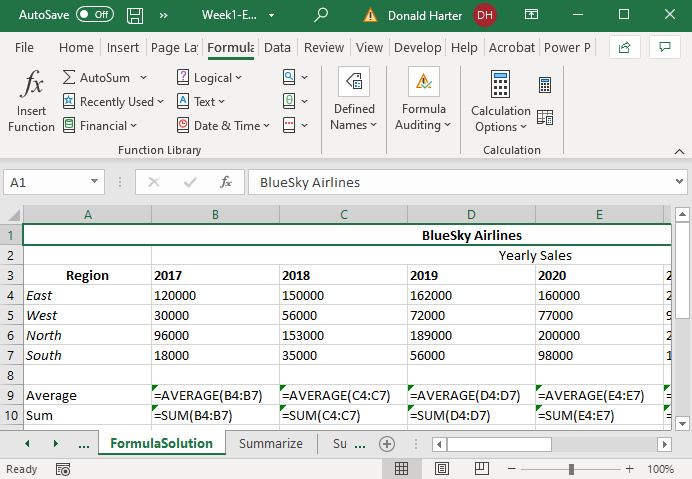 AutoSave Off » Week1-E... Donald Harter DH
File Home Insert Page La Formula Data Review View Develop Help Acrobat Power P
fx ∑ AutoSum ? Logical
Insert Function Recently Used A Text θ
Financial Date & Time
Defined Names
Formula Auditing
Calculation Options
Function Library Calculation
A1 fx BlueSky Airlines
A B C D E
1 BlueSky Airlines
2 Yearly Sales
3 Region 2017 2018 2019 2020 2
4 East 120000 150000 162000 160000 2
5 West 30000 56000 72000 77000 9
6 North 96000 153000 189000 200000 2
7 South 18000 35000 56000 98000 1
8
9 Average =AVERAGE(B4:B7) =AVERAGE(C4:C7) =AVERAGE(D4:D7) =AVERAGE(E4:E7) =
10 Sum =SUM(B4:B7) =SUM(C4:C7) =SUM(D4:D7) =SUM(E4:E7) =
... FormulaSolution Summarize Su ...
Ready 100%